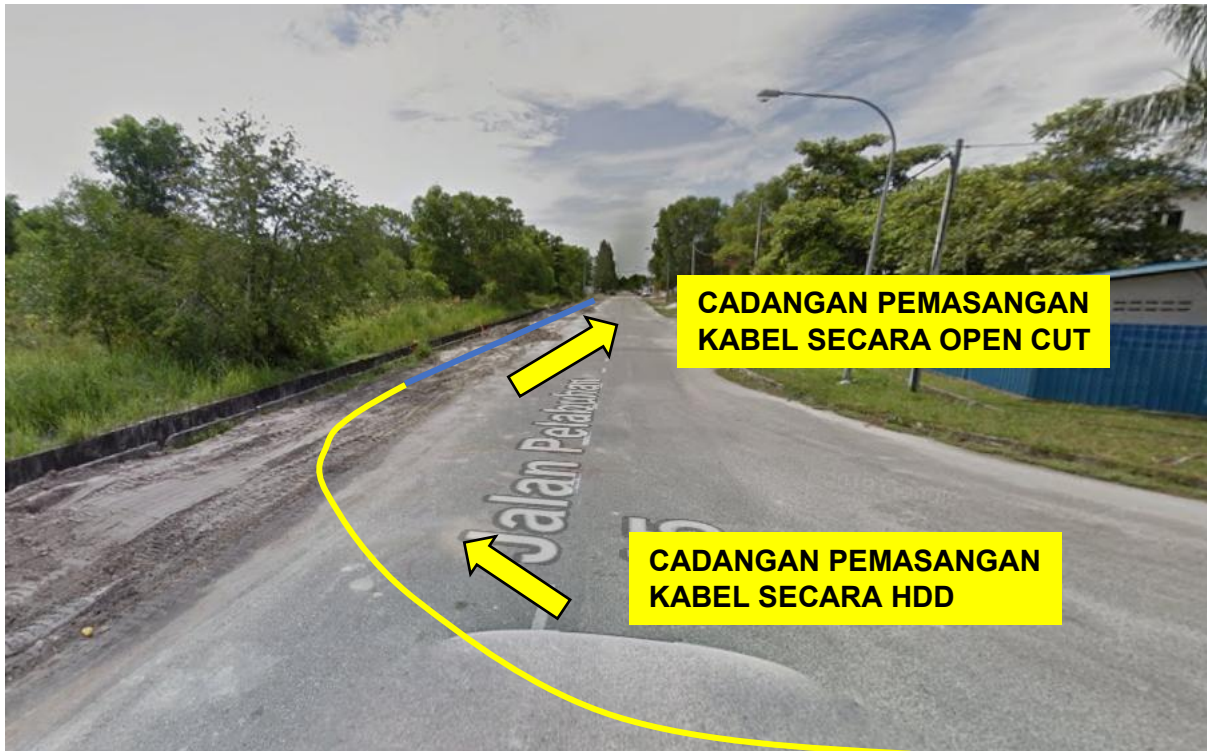 CADANGAN PEMASANGAN
KABEL SECARA OPEN CUT
Jalan Pelabuhan
CADANGAN PEMASANGAN
KABEL SECARA HDD